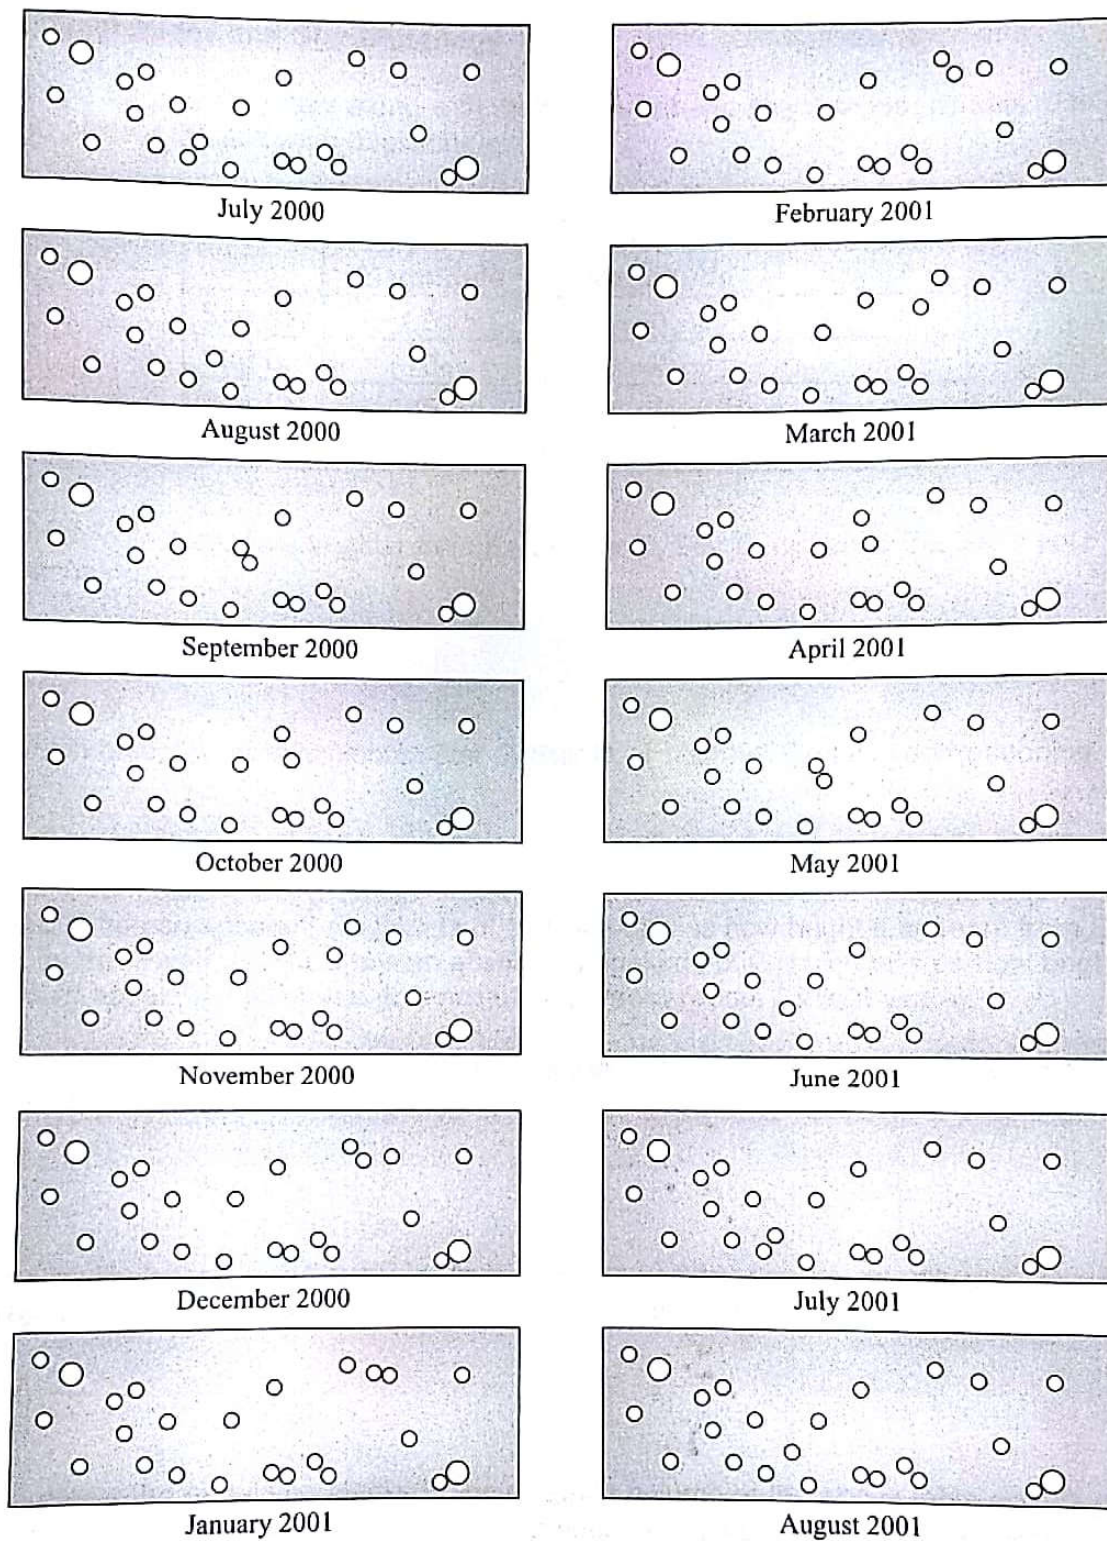 July 2000
February 2001
August 2000
March 2001
September 2000
April 2001
October 2000
May 2001
November 2000
June 2001
December 2000
July 2001
January 2001
August 2001